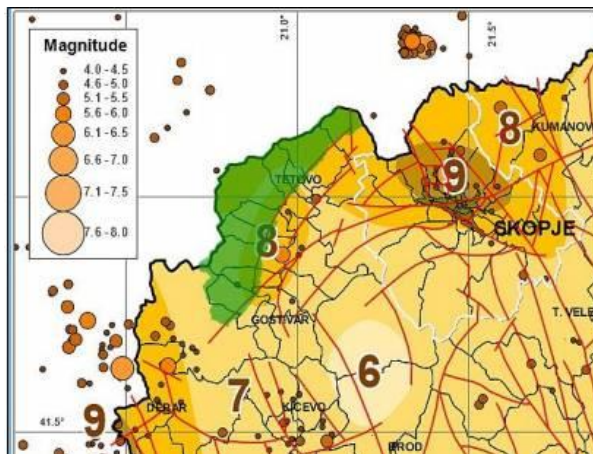 21.0°
21.5°
Magnitude
4.0 - 4.5
4.6 - 5.0
5.1 - 5.5
5.6 - 6.0
6.1 - 6.5
6.6 - 7.0
7.1 - 7.5
7.6 - 8.0
8
KUMANOV
9
TETOVO
SKOPJE
8
GOSTIVAR
T. VELE
6
7
DEBAR
KICEVO
9
41.5°
BROD